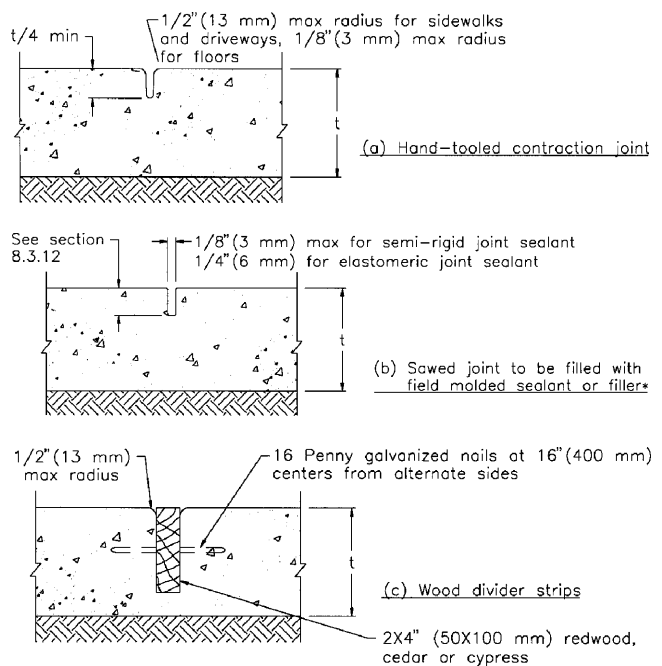 t/4 min
1/2"(13 mm) max radius for sidewalks
and driveways, 1/8"(3 mm) max radius
for floors
t
(a) Hand-tooled contraction joint
See section
8.3.12
1/8"(3 mm) max for semi-rigid joint sealant
1/4"(6 mm) for elastomeric joint sealant
t
(b) Sawed joint to be filled with
field molded sealant or filler*
1/2"(13 mm)
max radius
16 Penny galvanized nails at 16"(400 mm)
centers from alternate sides
t
(c) Wood divider strips
2X4" (50X100 mm) redwood,
cedar or cypress